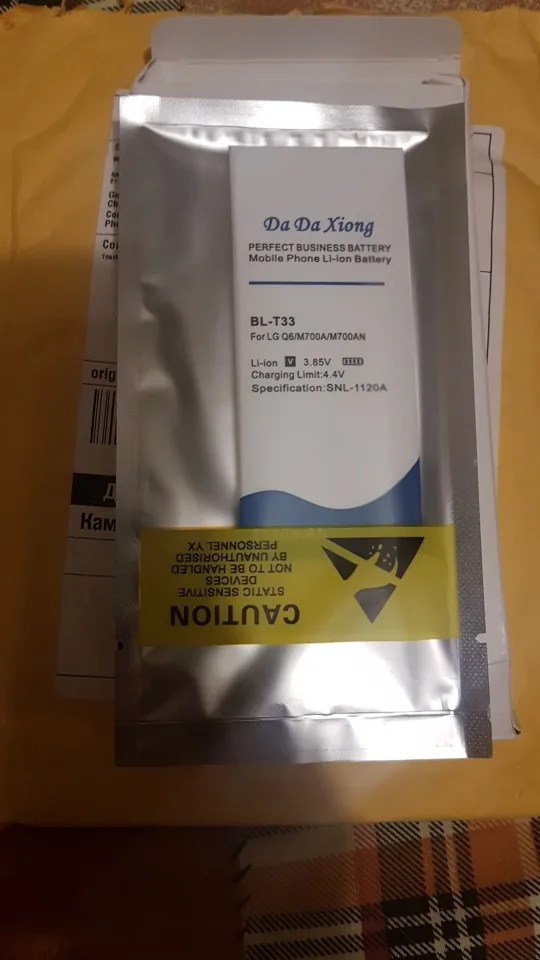 Da Da Xiong
PERFECT BUSINESS BATTERY
Mobile Phone Li-ion Battery
BL-T33
For LG Q6/M700A/M700AN
Li-ion V 3.85V
Charging Limit:4.4V
Specification:SNL-1120A
CAUTION
STATIC SENSITIVE
DEVICES
NOT TO BE HANDLED
BY UNAUTHORISED
PERSONNEL.YX
orig
Кам